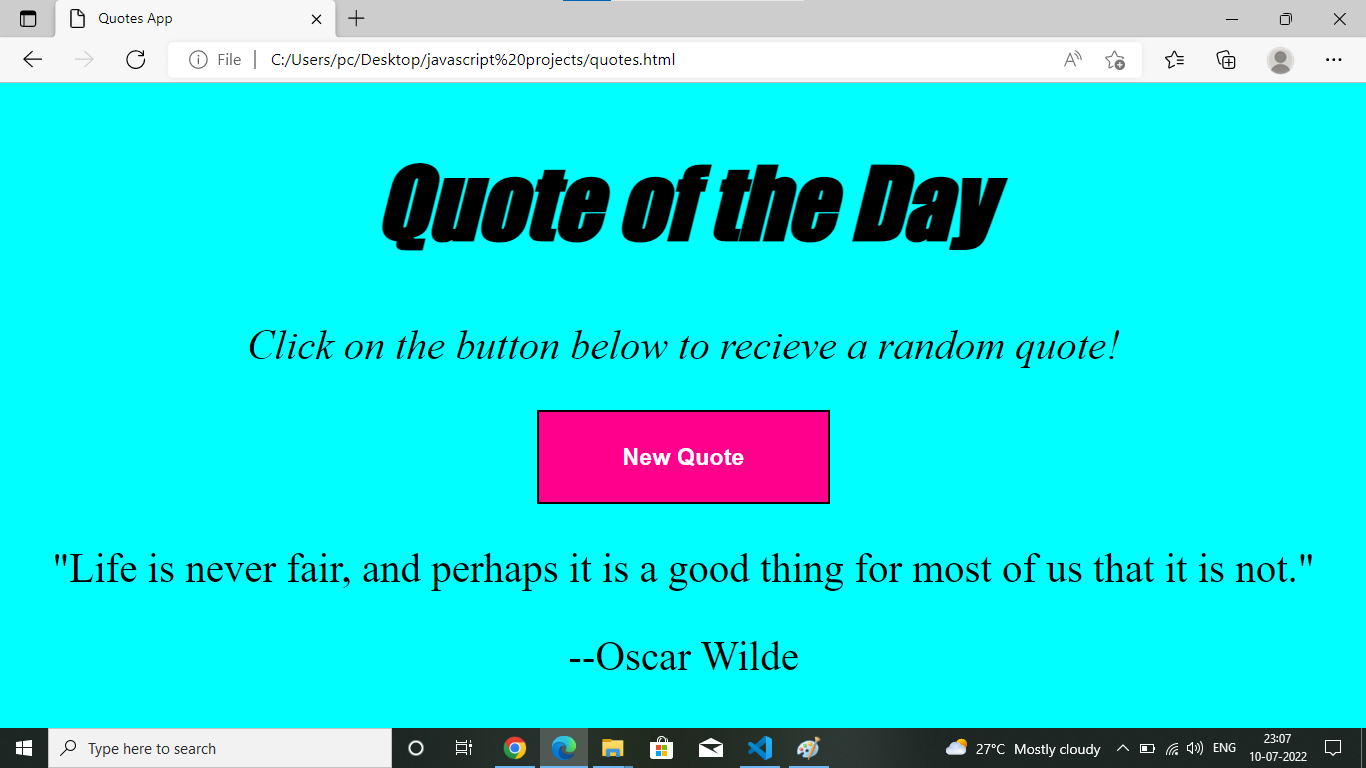 Quotes App
File
C:/Users/pc/Desktop/javascript%20projects/quotes.html
Quote of the Day
Click on the button below to recieve a random quote!
New Quote
"Life is never fair, and perhaps it is a good thing for most of us that it is not."
--Oscar Wilde
Type here to search
27°C Mostly cloudy
ENG
23:07
10-07-2022